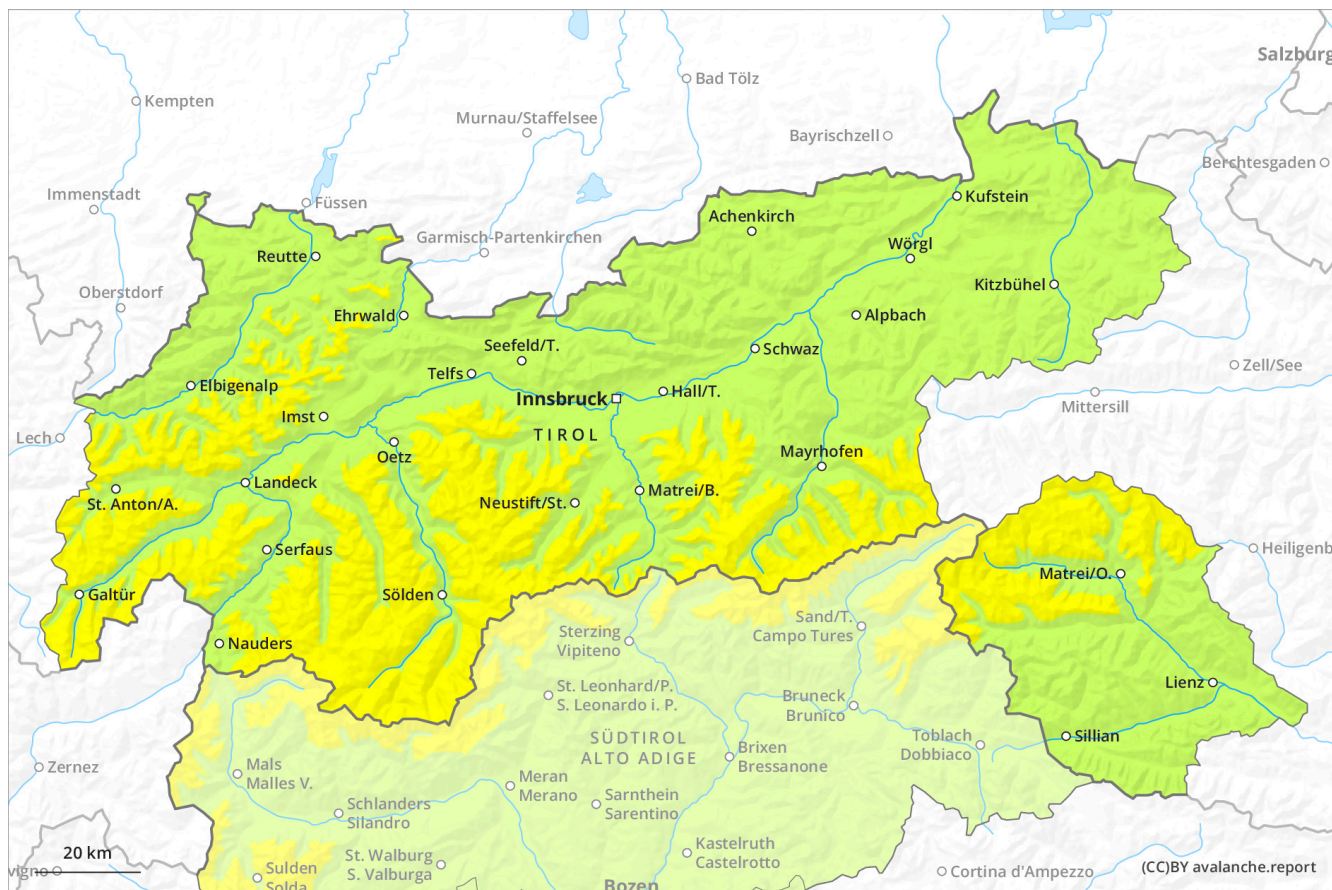 Salzburg
Kempten
Bad Tölz
Murnau/Staffelsee
Bayrischzell
Berchtesgaden
Immenstadt
Füssen
Kufstein
Achenkirch
Garmisch-Partenkirchen
Wörgl
Reutte
Oberstdorf
Kitzbühel
Ehrwald
Alpbach
Seefeld/T.
Schwaz
Zell/See
Telfs
Elbigenalp
Hall/T.
Innsbruck
Mittersill
Imst
TIROL
Lech
Oetz
Mayrhofen
Landeck
St. Anton/A.
Neustift/St.
Matrei/B.
Serfaus
Heiligenb
Matrei/O.
Galtür
Sölden
Sand/T.
Campo Tures
Sterzing
Vipiteno
Nauders
Lienz
St. Leonhard/P.
S. Leonardo i. P.
Bruneck
Brunico
Sillian
Toblach
Dobbiaco
SÜDTIROL
ALTO ADIGE
Brixen
Bressanone
Zernez
Mals
Malles V.
Meran
Merano
Schlanders
Silandro
Sarnthein
Sarentino
Kastelruth
Castelrotto
20 km
St. Walburg
S. Valburga
vigno
Sulden
Solda
Bozen
Cortina d'Ampezzo
(CC)BY avalanche.report